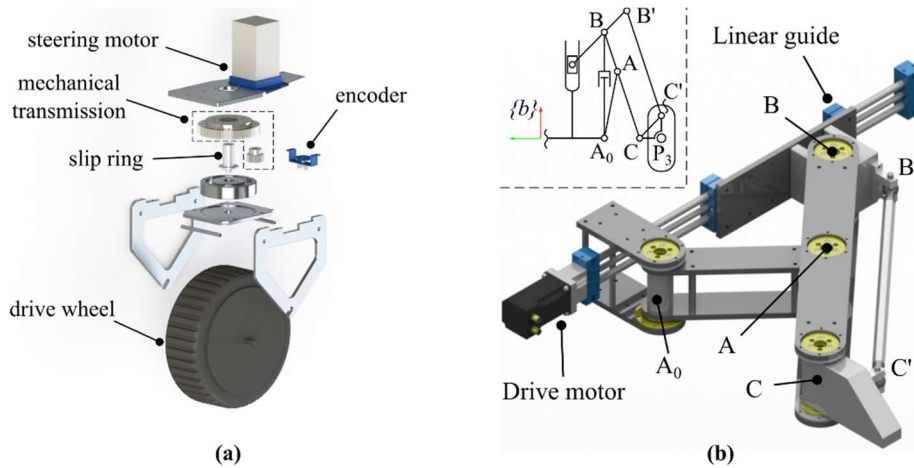 steering motor
mechanical
transmission
slip ring
encoder
drive wheel
(a)
B
B'
A
{b}
C'
A₀
C
P₃
Linear guide
B
B
A
A₀
C'
C
Drive motor
(b)